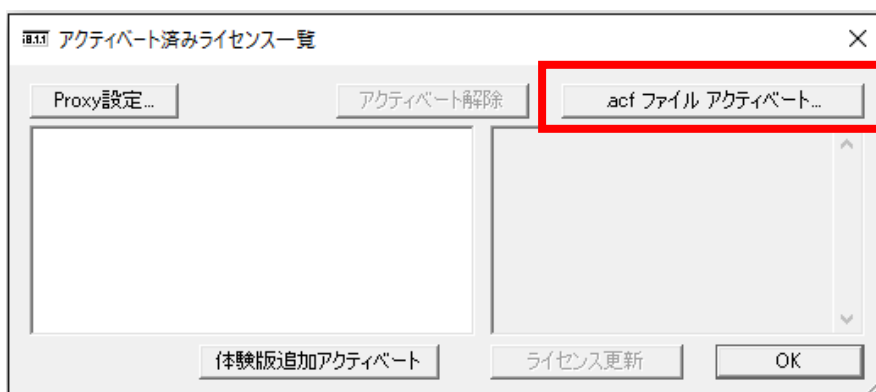 i8.1.1 アクティベート済みライセンス一覧
Proxy設定... アクティベート解除 .acf ファイル アクティベート...
体験版追加アクティベート ライセンス更新 OK